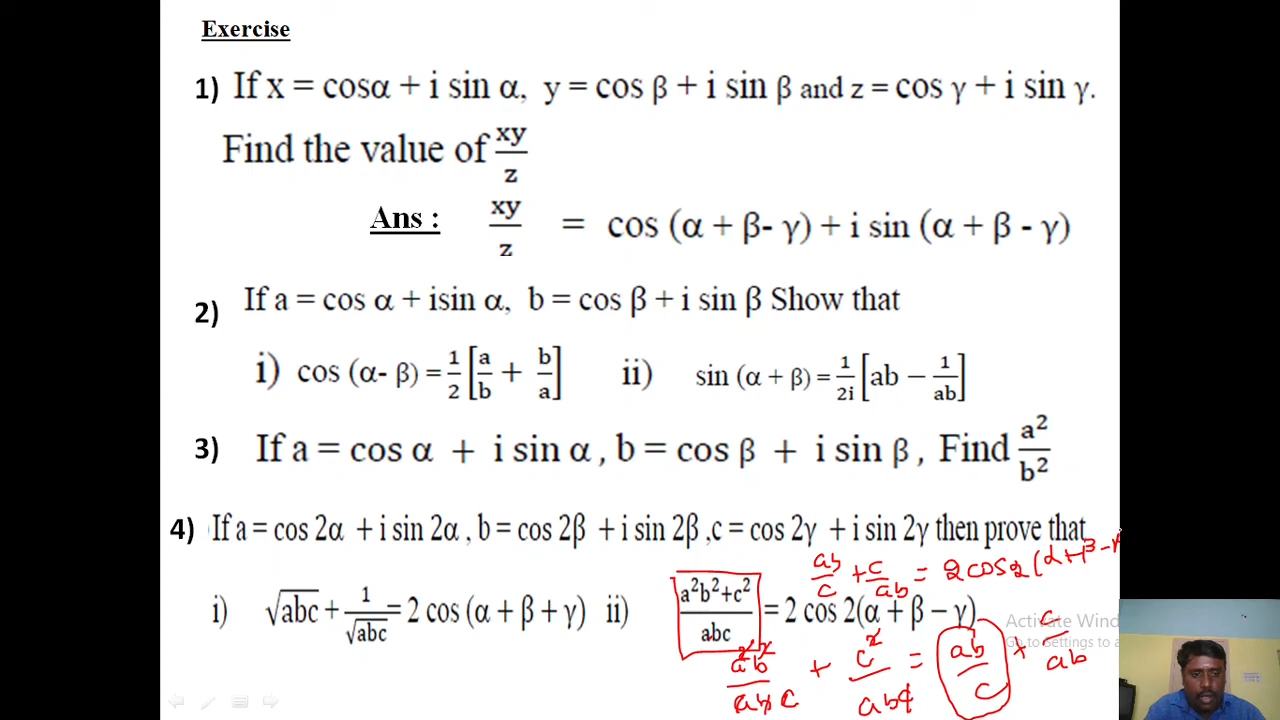 Exercise
1) If x = cosα + i sin α, y = cos β + i sin β and z = cos γ + i sin γ.
Find the value of xy/z
Ans : xy/z = cos (α + β- γ) + i sin (α + β - γ)
2) If a = cos α + isin α, b = cos β + i sin β Show that
i) cos (α- β) = 1/2 [a/b + b/a] ii) sin (α + β) = 1/2i [ab − 1/ab]
3) If a = cos α + i sin α , b = cos β + i sin β , Find a²/b²
4) If a = cos 2α + i sin 2α , b = cos 2β + i sin 2β ,c = cos 2γ + i sin 2γ then prove that
ab/c + c/ab = 2 cos 2 (α+β-γ
i) √abc + 1/√abc = 2 cos (α + β + γ) ii) a²b²+c²/abc = 2 cos 2(α + β − γ)
Activate Wind
Go to Settings to a
a²b²/abc + c²/abc = ab/c + c/ab